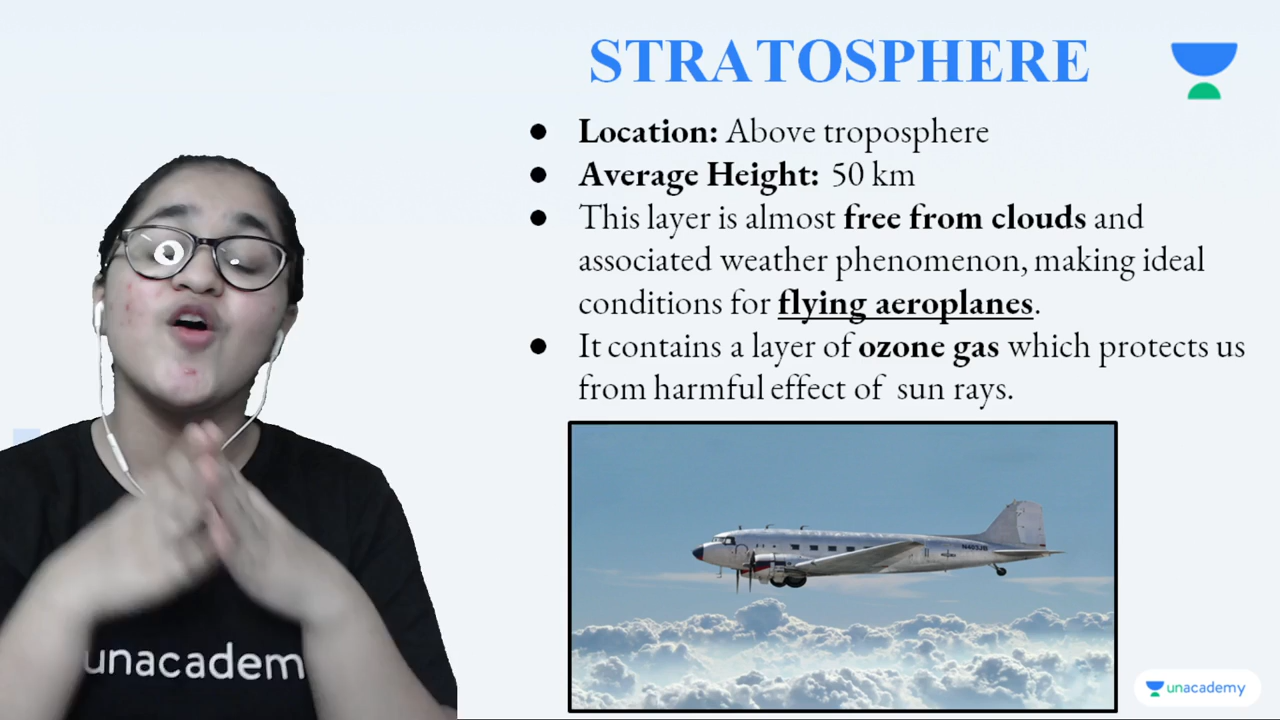 STRATOSPHERE
● Location: Above troposphere
● Average Height: 50 km
● This layer is almost free from clouds and
associated weather phenomenon, making ideal
conditions for flying aeroplanes.
● It contains a layer of ozone gas which protects us
from harmful effect of sun rays.
unacadem
unacademy